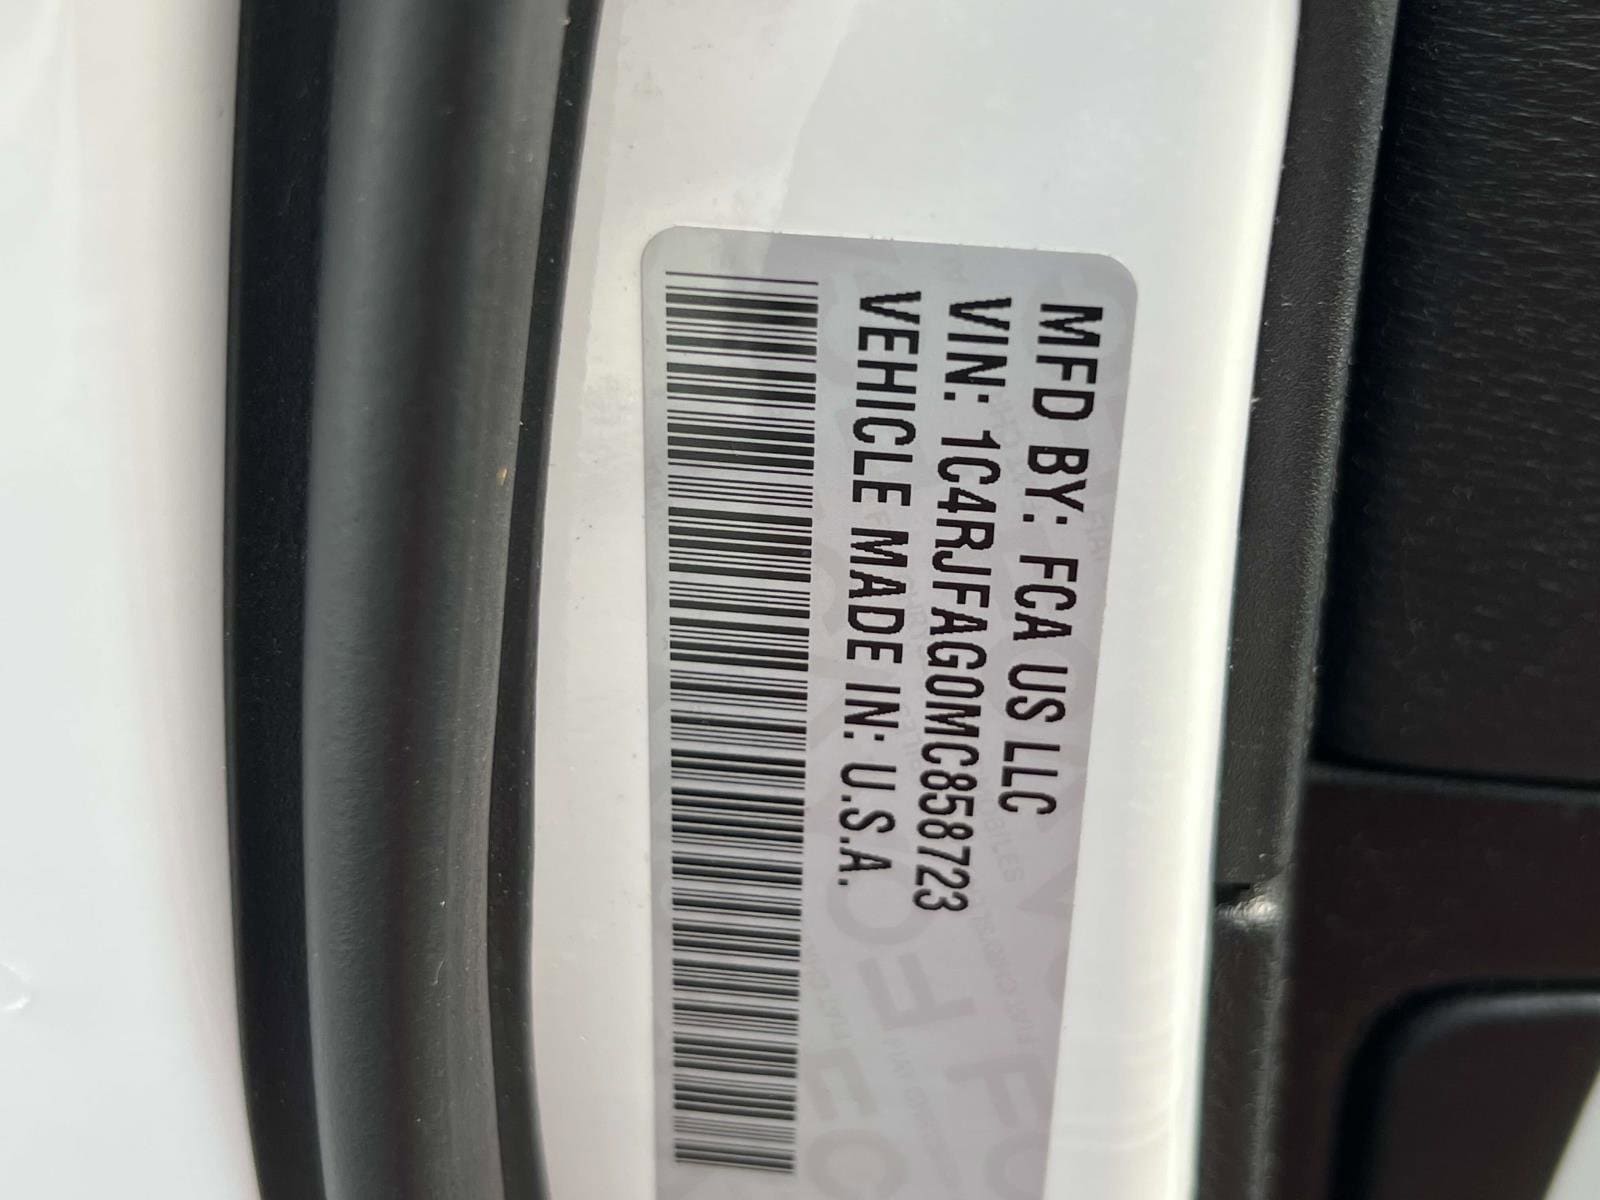 MFD BY: FCA US LLC
VIN: 1C4RJFAG0MC858723
VEHICLE MADE IN: U.S.A.